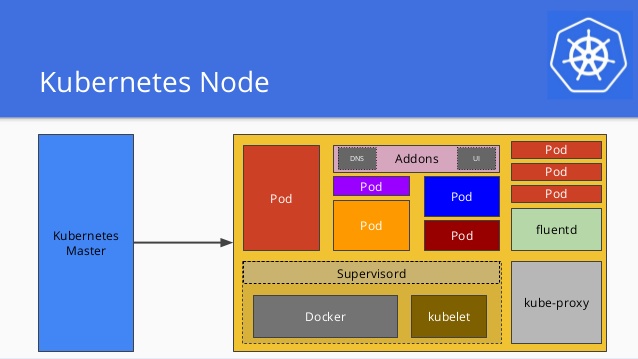 Kubernetes Node
Kubernetes
Master
Pod
DNS
Addons
UI
Pod
Pod
Pod
Pod
Pod
Pod
Pod
fluentd
Supervisord
Docker
kubelet
kube-proxy